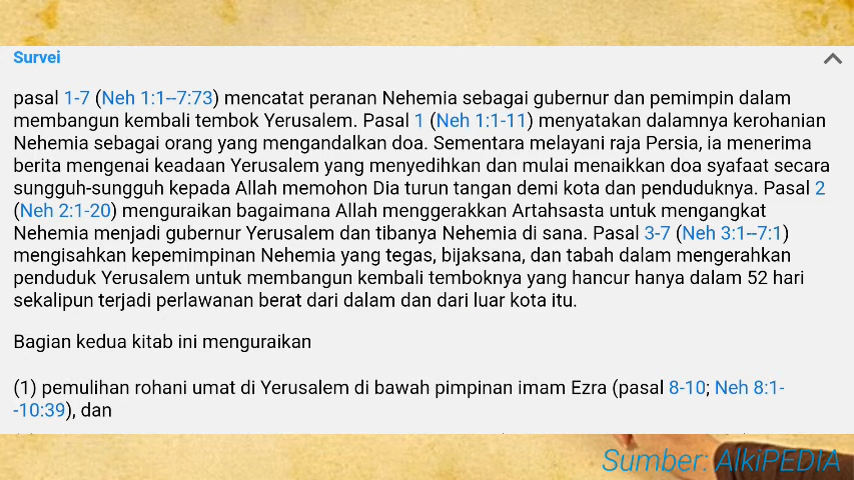 Survei
pasal 1-7 (Neh 1:1--7:73) mencatat peranan Nehemia sebagai gubernur dan pemimpin dalam
membangun kembali tembok Yerusalem. Pasal 1 (Neh 1:1-11) menyatakan dalamnya kerohanian
Nehemia sebagai orang yang mengandalkan doa. Sementara melayani raja Persia, ia menerima
berita mengenai keadaan Yerusalem yang menyedihkan dan mulai menaikkan doa syafaat secara
sungguh-sungguh kepada Allah memohon Dia turun tangan demi kota dan penduduknya. Pasal 2
(Neh 2:1-20) menguraikan bagaimana Allah menggerakkan Artahsasta untuk mengangkat
Nehemia menjadi gubernur Yerusalem dan tibanya Nehemia di sana. Pasal 3-7 (Neh 3:1--7:1)
mengisahkan kepemimpinan Nehemia yang tegas, bijaksana, dan tabah dalam mengerahkan
penduduk Yerusalem untuk membangun kembali temboknya yang hancur hanya dalam 52 hari
sekalipun terjadi perlawanan berat dari dalam dan dari luar kota itu.
Bagian kedua kitab ini menguraikan
(1) pemulihan rohani umat di Yerusalem di bawah pimpinan imam Ezra (pasal 8-10; Neh 8:1-
-10:39), dan
Sumber: AlkiPEDIA